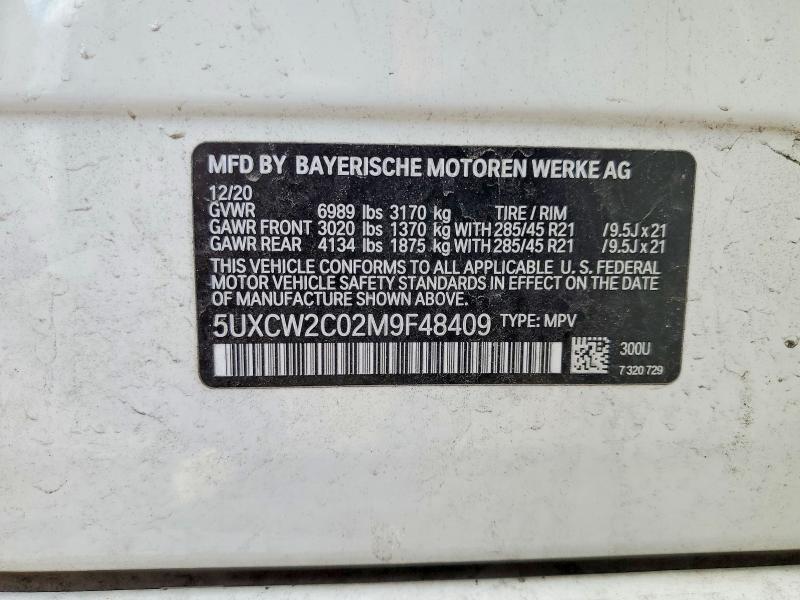 MFD BY BAYERISCHE MOTOREN WERKE AG
12/20
GVWR 6989 lbs 3170 kg TIRE / RIM
GAWR FRONT 3020 lbs 1370 kg WITH 285/45 R21 / 9.5J x 21
GAWR REAR 4134 lbs 1875 kg WITH 285/45 R21 / 9.5J x 21
THIS VEHICLE CONFORMS TO ALL APPLICABLE U. S. FEDERAL
MOTOR VEHICLE SAFETY STANDARDS IN EFFECT ON THE DATE
OF MANUFACTURE SHOWN ABOVE.
5UXCW2C02M9F48409 TYPE: MPV
300U
7 320 729